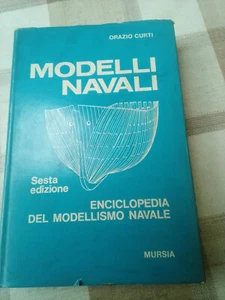 ORAZIO CURTI
MODELLI
NAVALI
Sesta
edizione
ENCICLOPEDIA
DEL MODELLISMO NAVALE
MURSIA